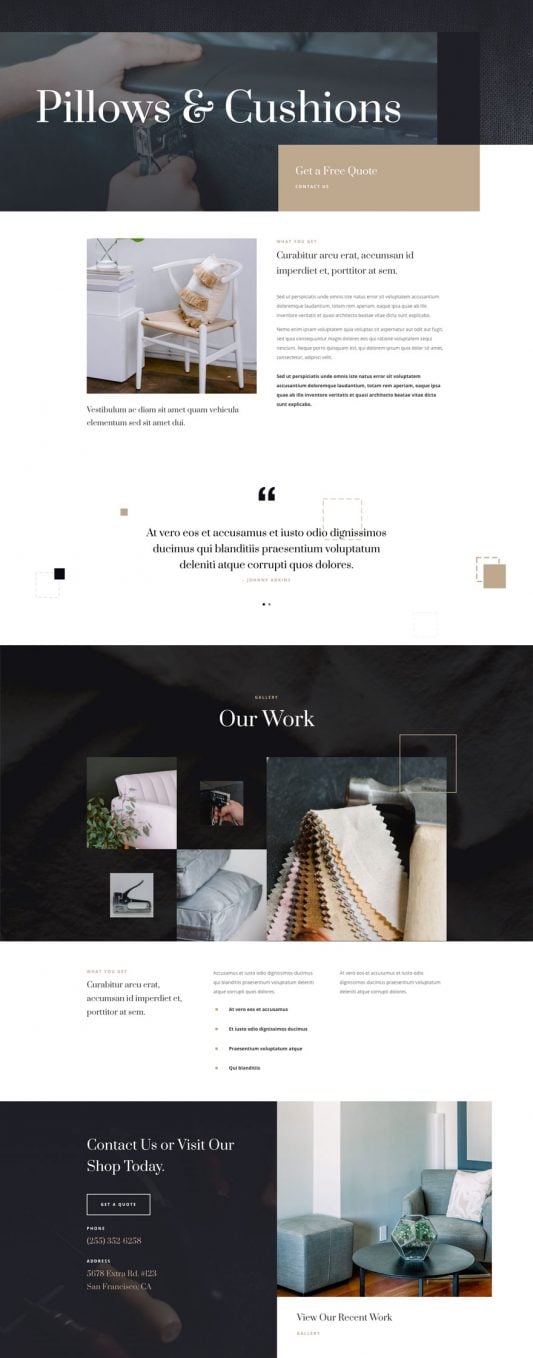 Pillows & Cushions
Get a Free Quote
CONTACT US
WHAT YOU GET
Curabitur arcu erat, accumsan id
imperdiet et, porttitor at sem.
Sed ut perspiciatis unde omnis iste natus error sit voluptatem accusantium
doloremque laudantium, totam rem aperiam, eaque ipsa quae ab illo
inventore veritatis et quasi architecto beatae vitae dicta sunt explicabo.
Nemo enim ipsam voluptatem quia voluptas sit aspernatur aut odit aut fugit,
sed quia consequuntur magni dolores eos qui ratione voluptatem sequi
nesciunt. Neque porro quisquam est, qui dolorem ipsum quia dolor sit amet,
consectetur, adipisci velit.
Sed ut perspiciatis unde omnis iste natus error sit voluptatem
accusantium doloremque laudantium, totam rem aperiam, eaque ipsa
quae ab illo inventore veritatis et quasi architecto beatae vitae dicta
sunt explicabo.
Vestibulum ac diam sit amet quam vehicula
elementum sed sit amet dui.
“
At vero eos et accusamus et iusto odio dignissimos
ducimus qui blanditiis praesentium voluptatum
deleniti atque corrupti quos dolores.
- JOHNNY ADKINS
GALLERY
Our Work
WHAT YOU GET
Curabitur arcu erat,
accumsan id imperdiet et,
porttitor at sem.
Accusamus et iusto odio dignissimos ducimus
qui blanditiis praesentium voluptatum deleniti
atque corrupti quos dolores.
At vero eos et accusamus
Et iusto odio dignissimos ducimus
Praesentium voluptatum atque
Qui blanditiis
At vero eos et accusamus et iusto odio
dignissimos ducimus qui blanditiis praesentium voluptatum
deleniti atque corrupti.
Contact Us or Visit Our
Shop Today.
GET A QUOTE
PHONE
(255) 352-6258
ADDRESS
5678 Extra Rd. #123
San Francisco, CA
View Our Recent Work
GALLERY